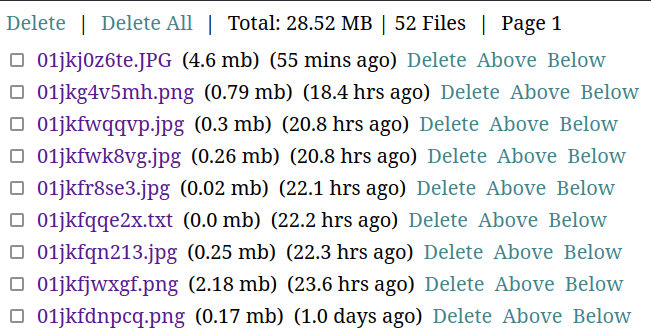 Delete | Delete All | Total: 28.52 MB | 52 Files | Page 1
01jkj0z6te.JPG (4.6 mb) (55 mins ago) Delete Above Below
01jkg4v5mh.png (0.79 mb) (18.4 hrs ago) Delete Above Below
01jkfwqqvp.jpg (0.3 mb) (20.8 hrs ago) Delete Above Below
01jkfwk8vg.jpg (0.26 mb) (20.8 hrs ago) Delete Above Below
01jkfr8se3.jpg (0.02 mb) (22.1 hrs ago) Delete Above Below
01jkfqqe2x.txt (0.0 mb) (22.2 hrs ago) Delete Above Below
01jkfqn213.jpg (0.25 mb) (22.3 hrs ago) Delete Above Below
01jkfjwxgf.png (2.18 mb) (23.6 hrs ago) Delete Above Below
01jkfdnpcq.png (0.17 mb) (1.0 days ago) Delete Above Below